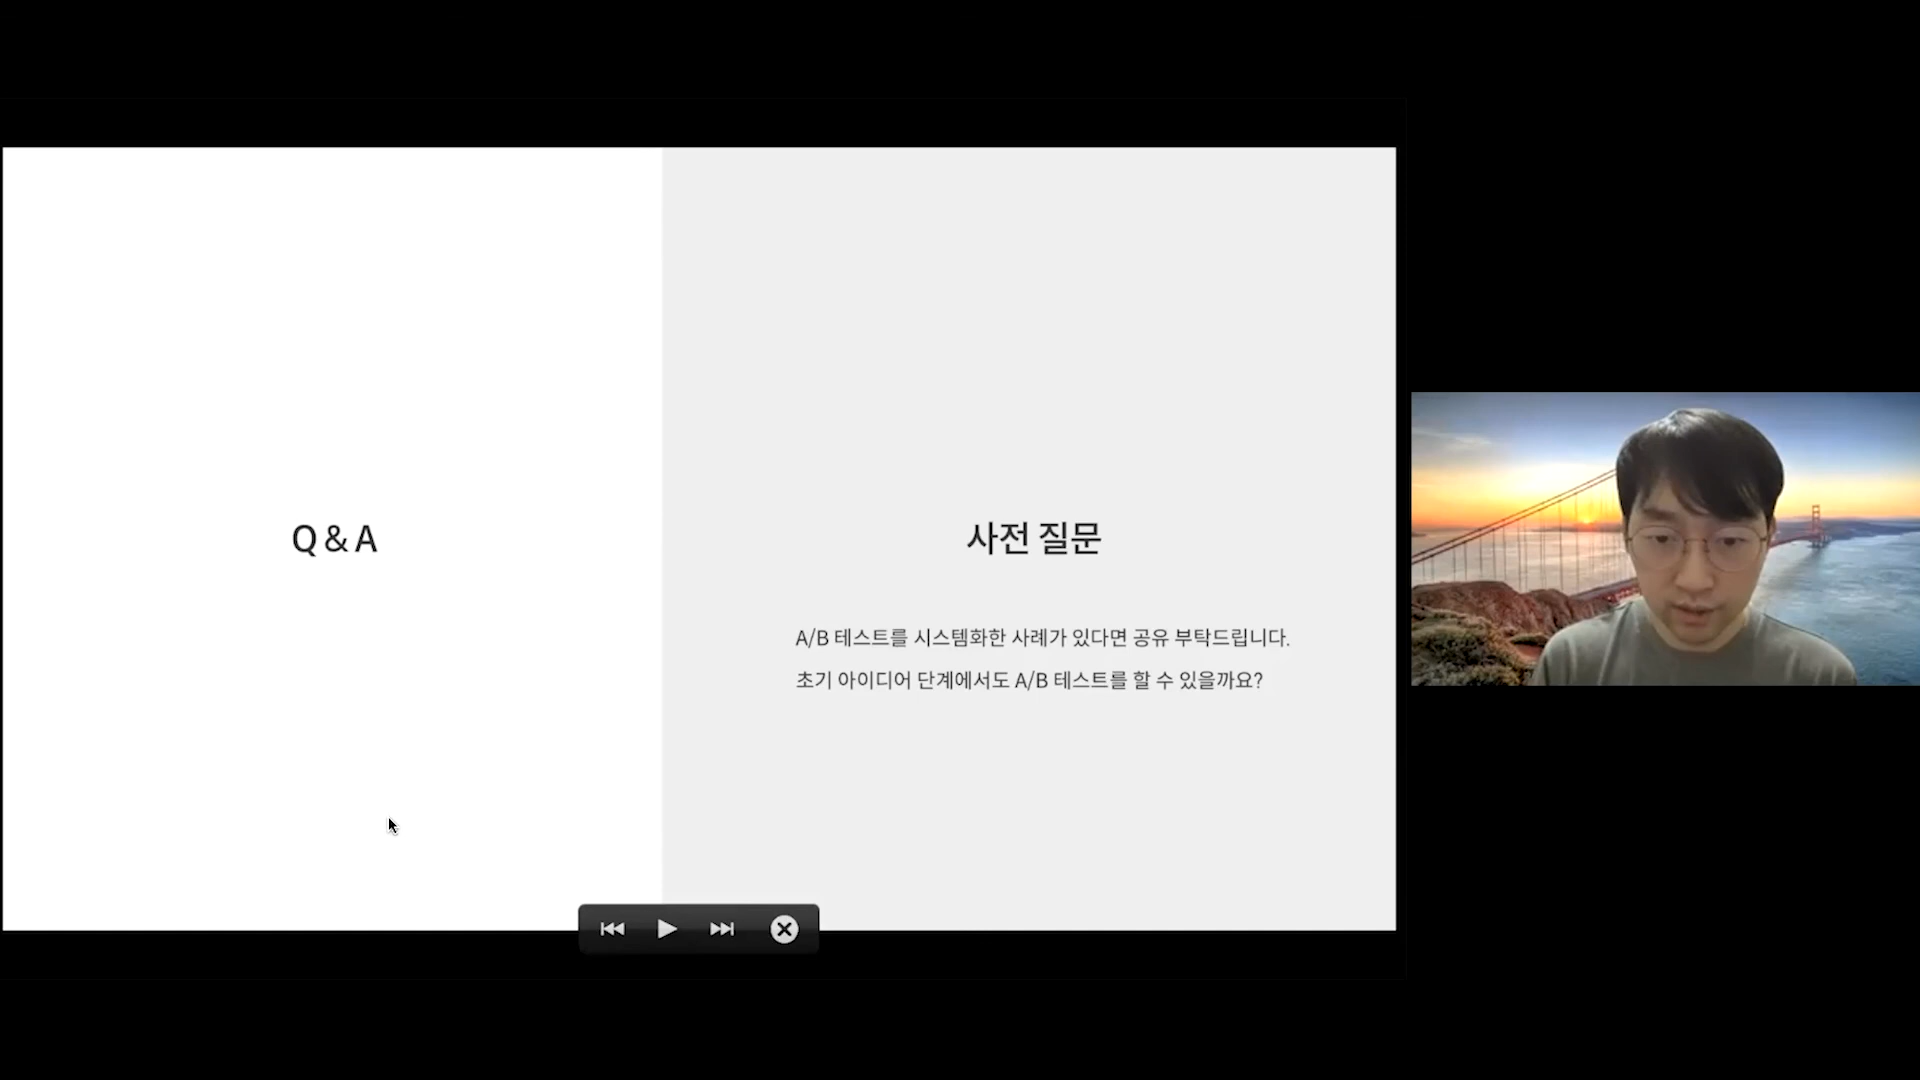 Q & A
사전 질문
A/B 테스트를 시스템화한 사례가 있다면 공유 부탁드립니다.
초기 아이디어 단계에서도 A/B 테스트를 할 수 있을까요?